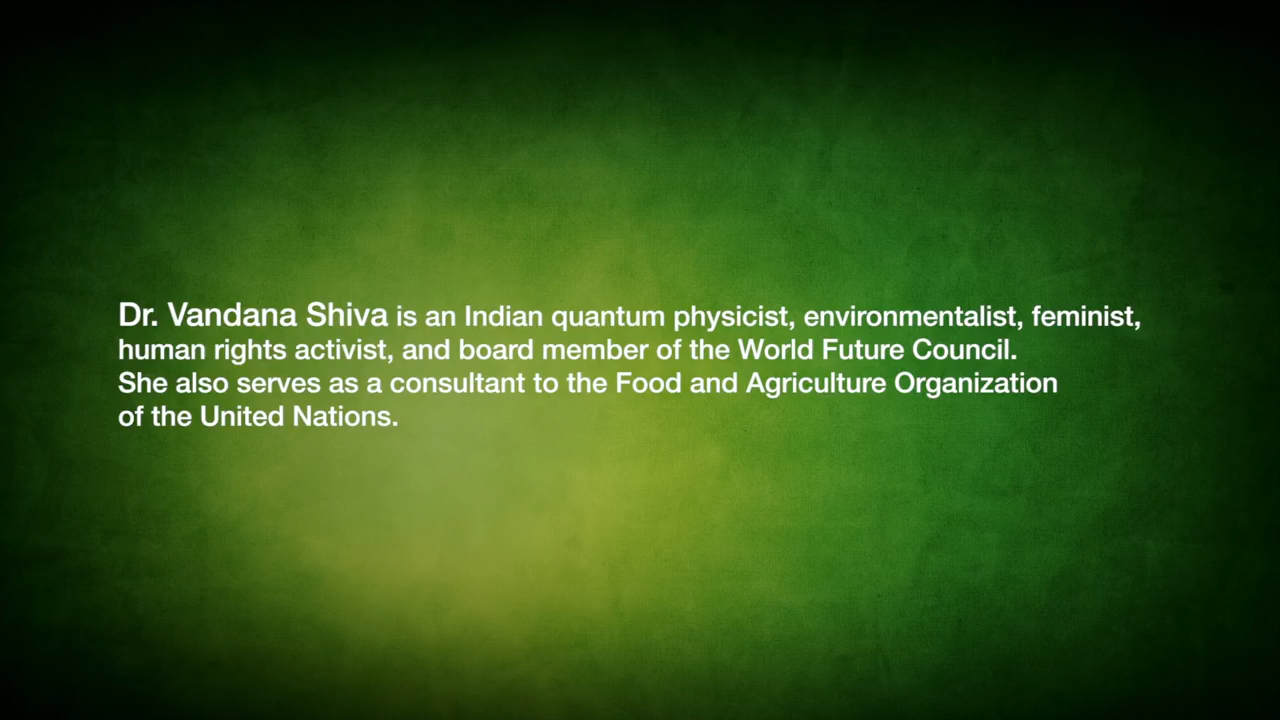 Dr. Vandana Shiva is an Indian quantum physicist, environmentalist, feminist,
human rights activist, and board member of the World Future Council.
She also serves as a consultant to the Food and Agriculture Organization
of the United Nations.